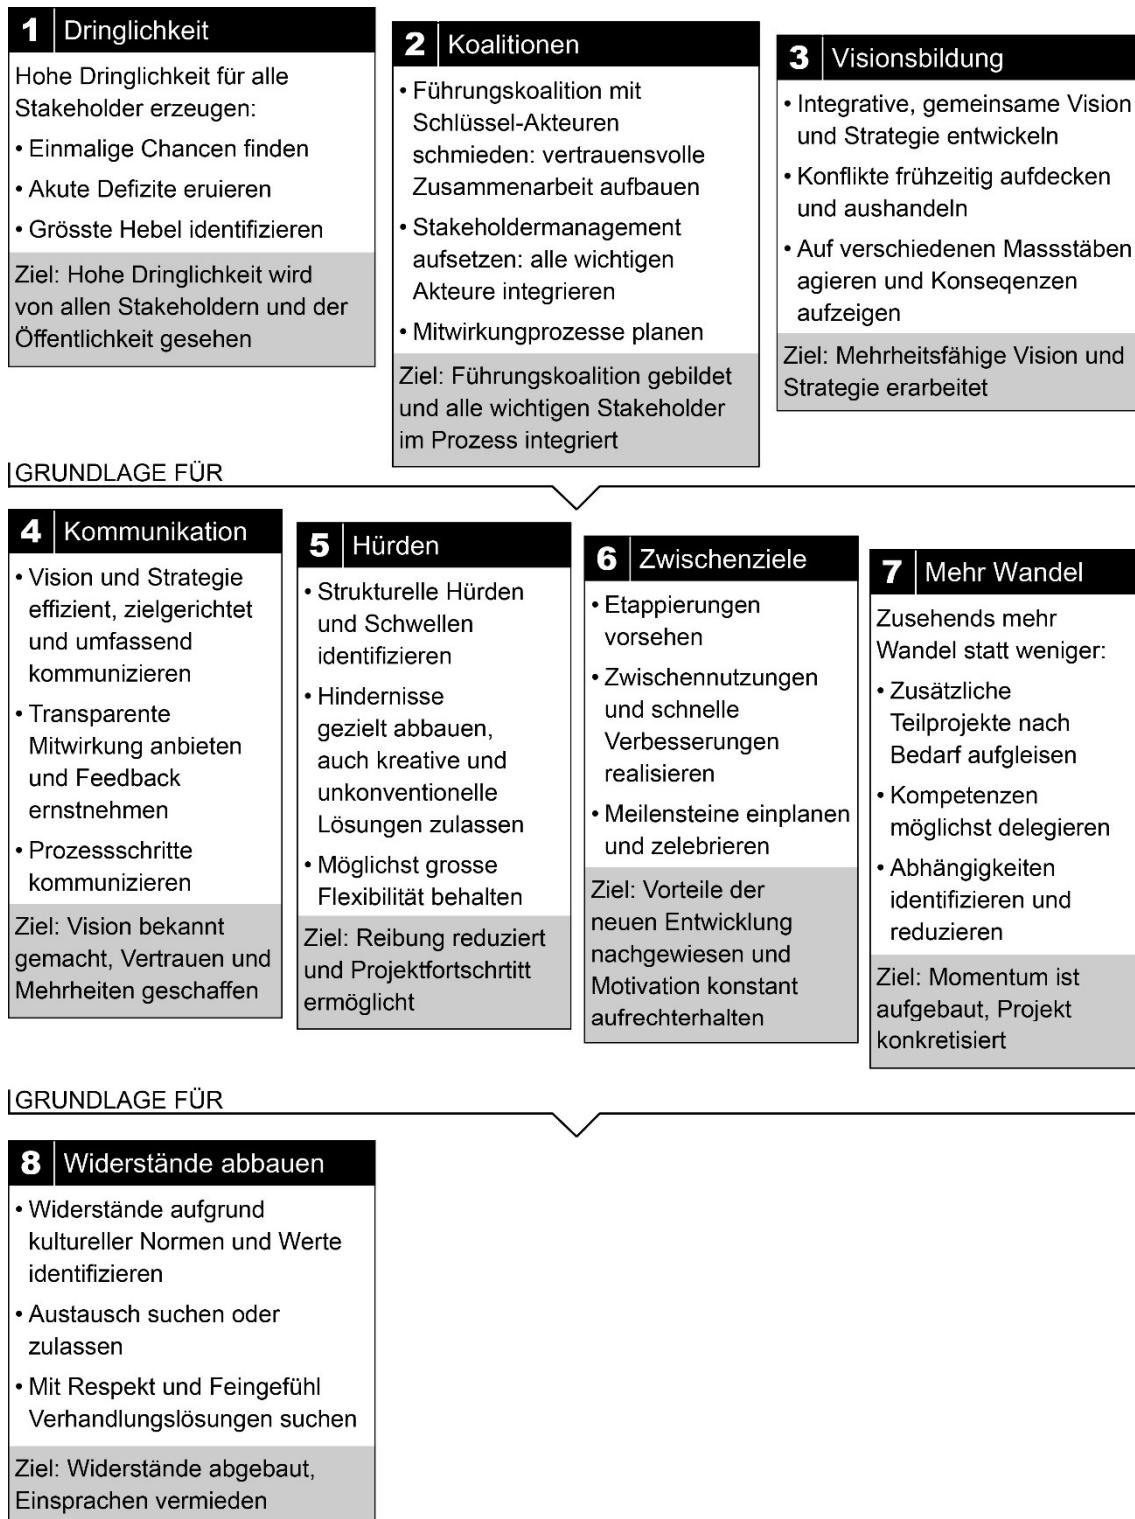 1 Dringlichkeit
Hohe Dringlichkeit für alle
Stakeholder erzeugen:
• Einmalige Chancen finden
• Akute Defizite eruieren
• Grösste Hebel identifizieren
Ziel: Hohe Dringlichkeit wird
von allen Stakeholdern und der
Öffentlichkeit gesehen
2 Koalitionen
• Führungskoalition mit
Schlüssel-Akteuren
schmieden: vertrauensvolle
Zusammenarbeit aufbauen
• Stakeholdermanagement
aufsetzen: alle wichtigen
Akteure integrieren
• Mitwirkungprozesse planen
Ziel: Führungskoalition gebildet
und alle wichtigen Stakeholder
im Prozess integriert
3 Visionsbildung
• Integrative, gemeinsame Vision
und Strategie entwickeln
• Konflikte frühzeitig aufdecken
und aushandeln
• Auf verschiedenen Massstäben
agieren und Konseqenzen
aufzeigen
Ziel: Mehrheitsfähige Vision und
Strategie erarbeitet
GRUNDLAGE FÜR
4 Kommunikation
• Vision und Strategie
effizient, zielgerichtet
und umfassend
kommunizieren
• Transparente
Mitwirkung anbieten
und Feedback
ernstnehmen
• Prozessschritte
kommunizieren
Ziel: Vision bekannt
gemacht, Vertrauen und
Mehrheiten geschaffen
5 Hürden
• Strukturelle Hürden
und Schwellen
identifizieren
• Hindernisse
gezielt abbauen,
auch kreative und
unkonventionelle
Lösungen zulassen
• Möglichst grosse
Flexibilität behalten
Ziel: Reibung reduziert
und Projektfortschrtitt
ermöglicht
6 Zwischenziele
• Etappierungen
vorsehen
• Zwischennutzungen
und schnelle
Verbesserungen
realisieren
• Meilensteine einplanen
und zelebrieren
Ziel: Vorteile der
neuen Entwicklung
nachgewiesen und
Motivation konstant
aufrechterhalten
7 Mehr Wandel
Zusehends mehr
Wandel statt weniger:
• Zusätzliche
Teilprojekte nach
Bedarf aufgleisen
• Kompetenzen
möglichst delegieren
• Abhängigkeiten
identifizieren und
reduzieren
Ziel: Momentum ist
aufgebaut, Projekt
konkretisiert
GRUNDLAGE FÜR
8 Widerstände abbauen
• Widerstände aufgrund
kultureller Normen und Werte
identifizieren
• Austausch suchen oder
zulassen
• Mit Respekt und Feingefühl
Verhandlungslösungen suchen
Ziel: Widerstände abgebaut,
Einsprachen vermieden